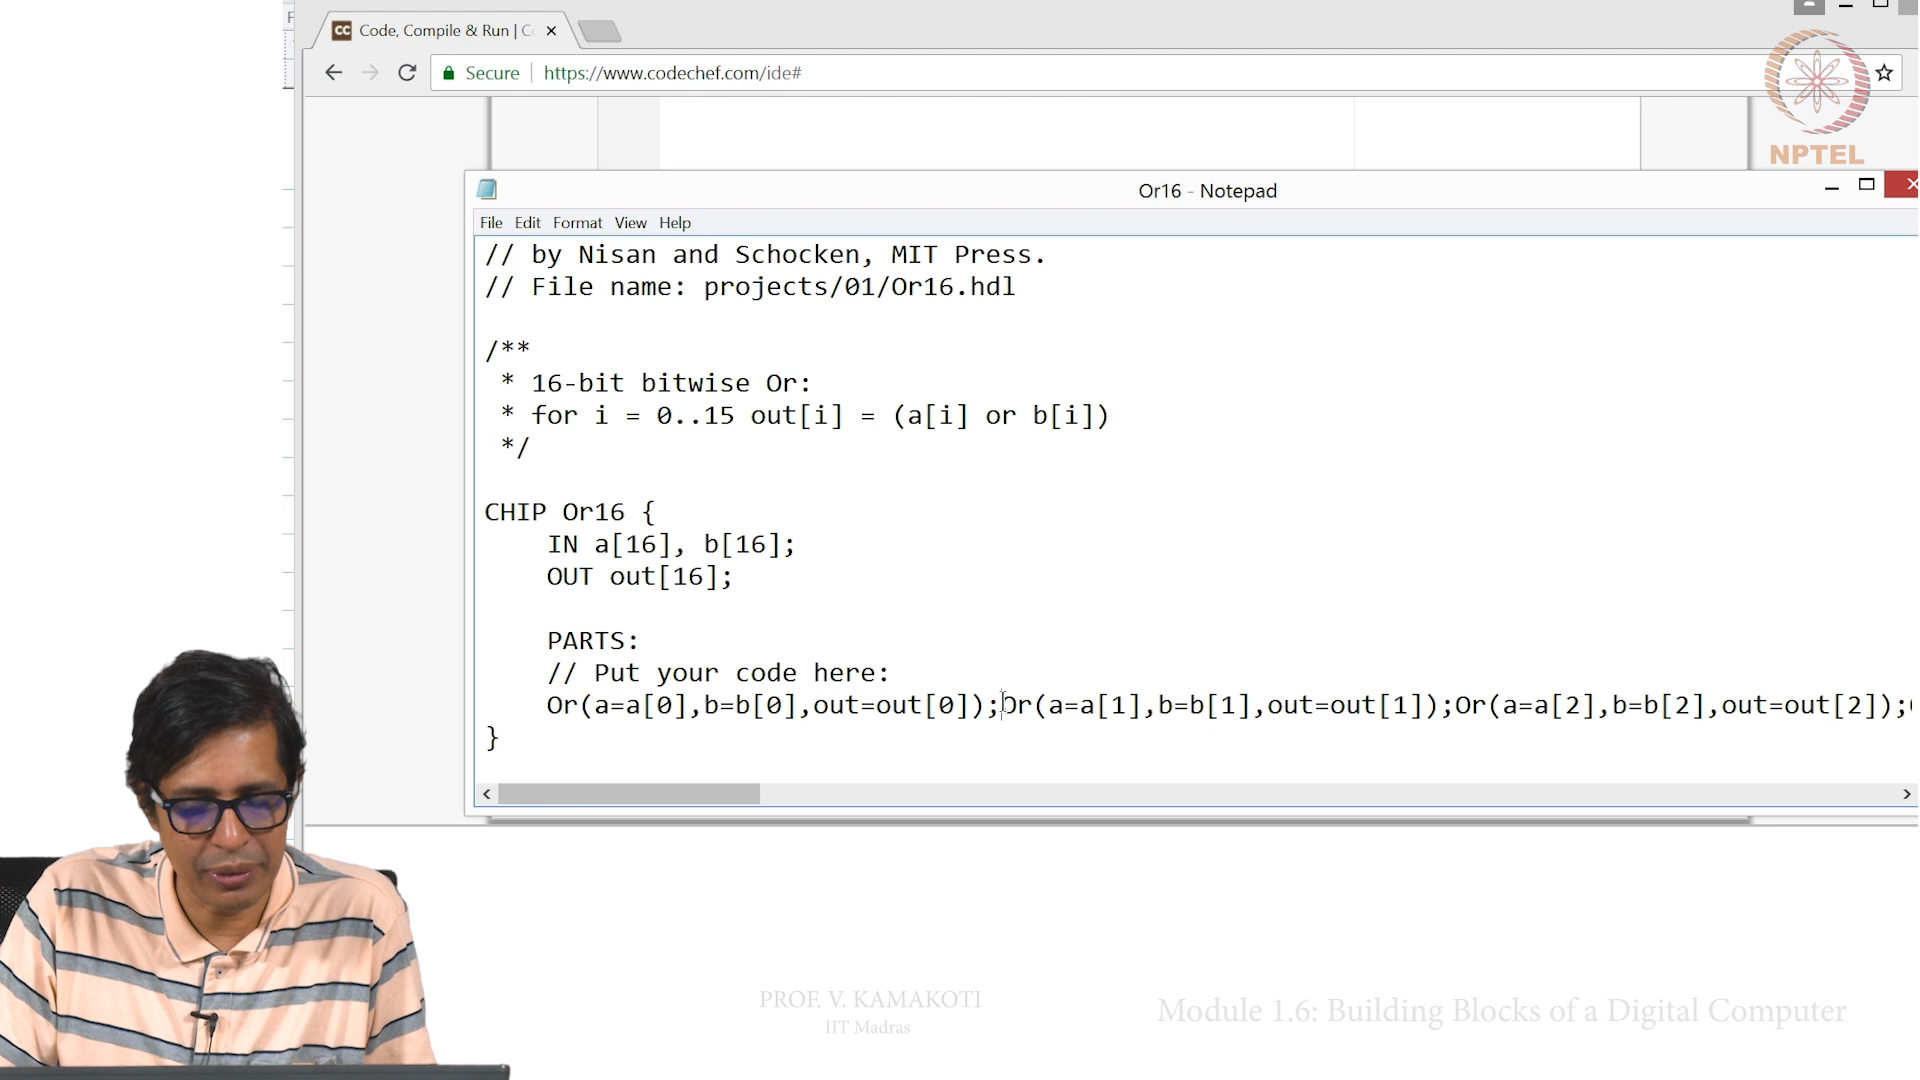 Code, Compile & Run | Co
Secure
https://www.codechef.com/ide#
NPTEL
Or16 - Notepad
File Edit Format View Help
// by Nisan and Schocken, MIT Press.
// File name: projects/01/Or16.hdl
/**
* 16-bit bitwise Or:
* for i = 0..15 out[i] = (a[i] or b[i])
*/
CHIP Or16 {
IN a[16], b[16];
OUT out[16];
PARTS:
// Put your code here:
Or(a=a[0],b=b[0],out=out[0]);Or(a=a[1],b=b[1],out=out[1]);Or(a=a[2],b=b[2],out=out[2]);
}
PROF. V. KAMAKOTI
IIT Madras
Module 1.6: Building Blocks of a Digital Computer